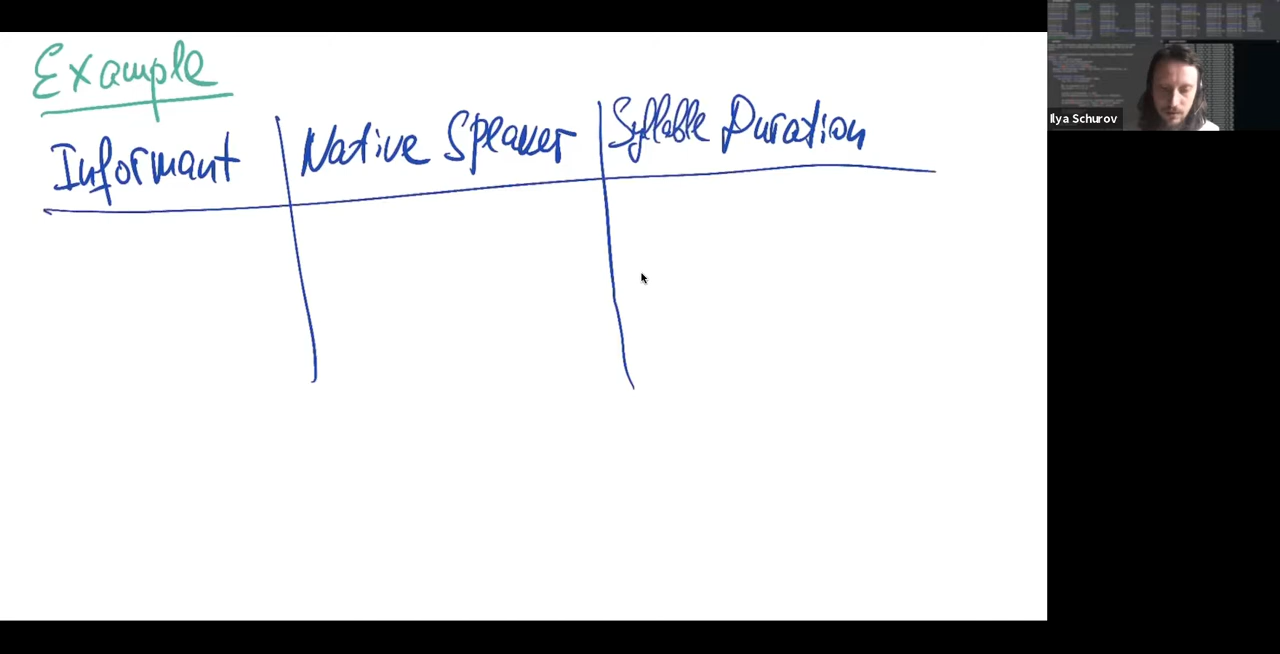 Example
Informant Native Speaker Syllable Duration
Ilya Schurov